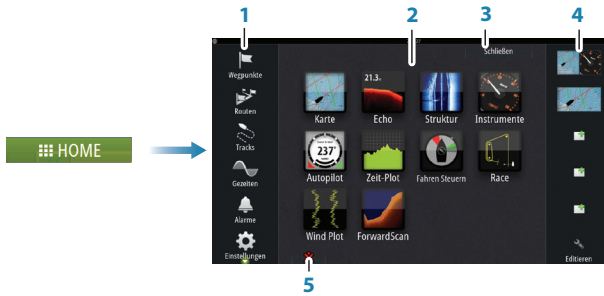 1
2
3
4
Schließen
Wegpunkte
Routen
Tracks
Gezeiten
Alarme
Einstellungen
HOME
21.3
Karte
Echo
Struktur
Instrumente
237°
Autopilot
Zeit-Plot
Fahren Steuern
Race
Wind Plot
ForwardScan
Editieren
5